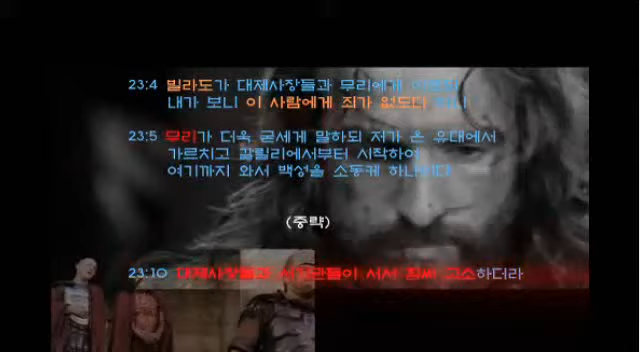 23:4 빌라도가 대제사장들과 무리에게
내가 보니 이 사람에게 죄가 없도다
23:5 무리가 더욱 굳세게 말하되 저가 온 유대에서
가르치고 갈릴리에서부터 시작하여
여기까지 와서 백성을 소동케 하나이다
(중략)
23:10 대제사장들과 서기관들이 서서 힘써 고소하더라